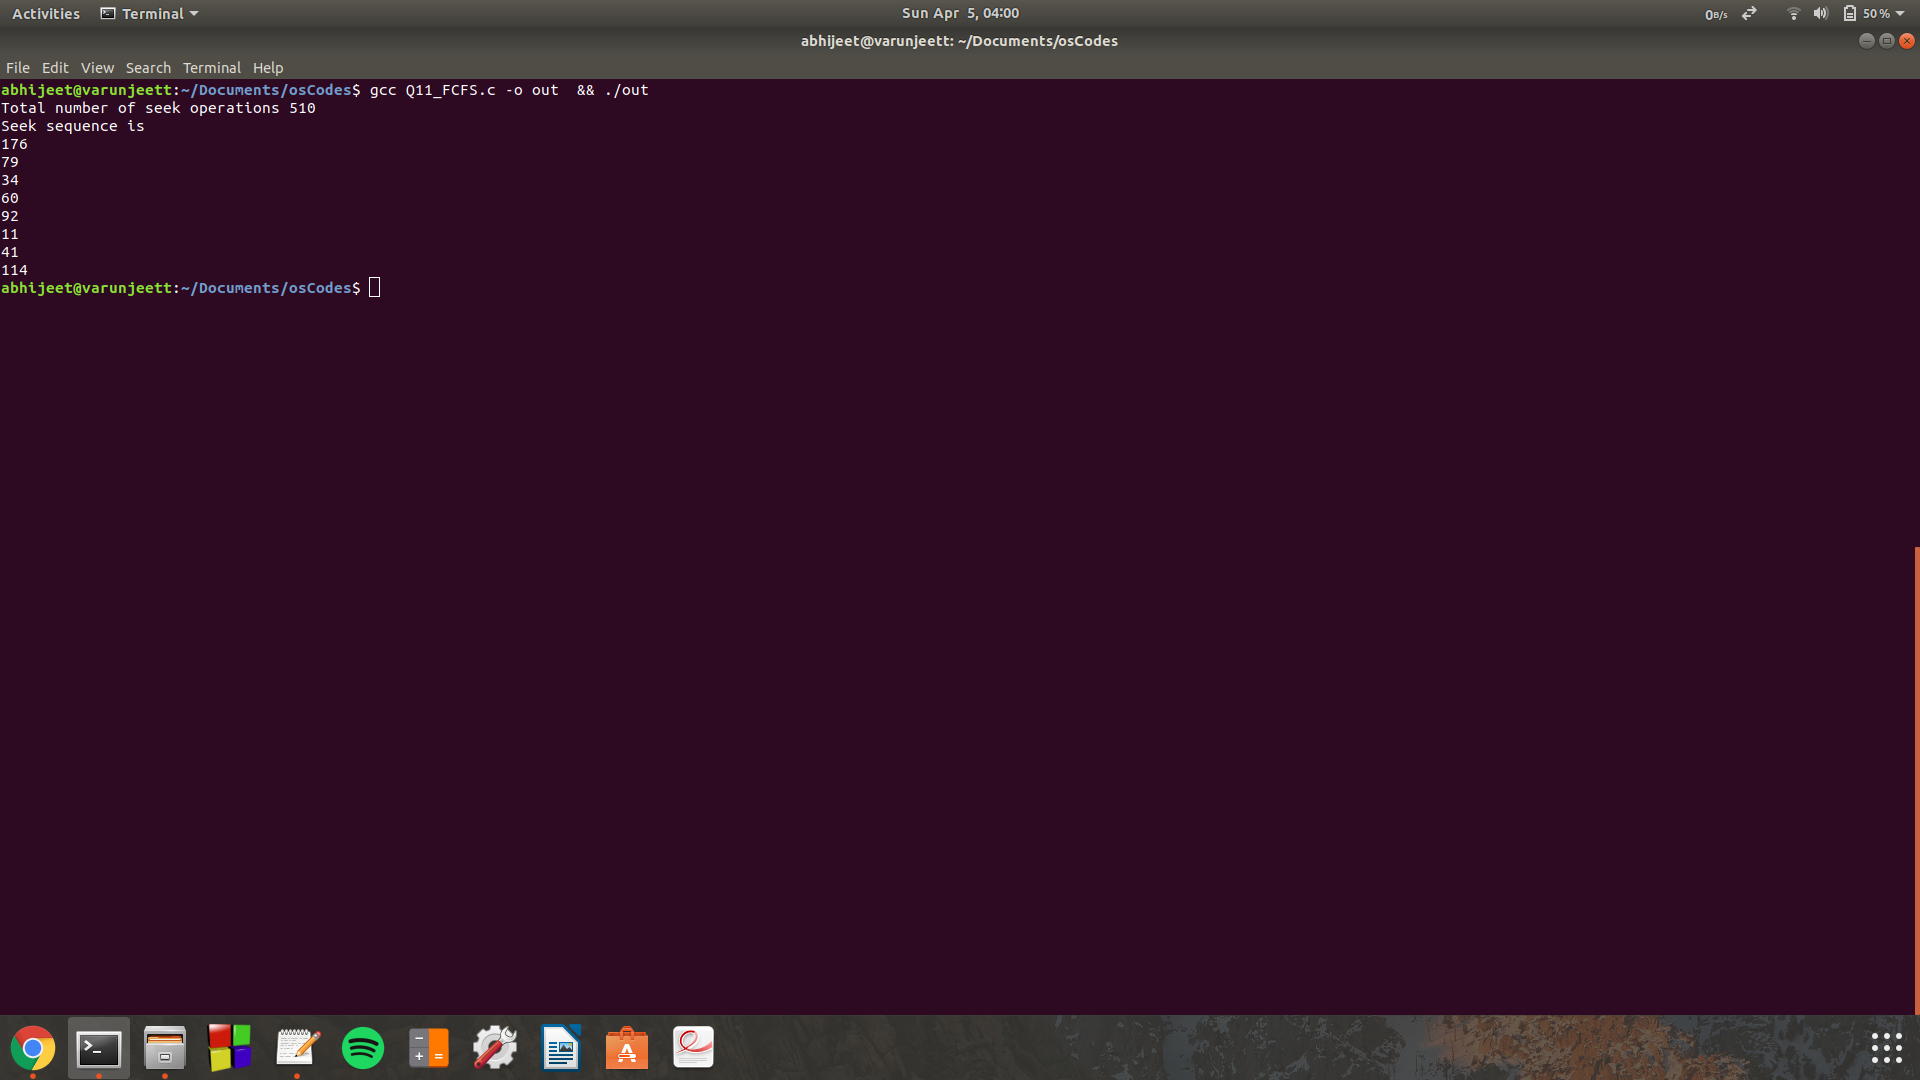 Activities Terminal Sun Apr 5, 04:00 0B/s 50 %
abhijeet@varunjeett: ~/Documents/osCodes
File Edit View Search Terminal Help
abhijeet@varunjeett:~/Documents/osCodes$ gcc Q11_FCFS.c -o out  && ./out
Total number of seek operations 510
Seek sequence is
176
79
34
60
92
11
41
114
abhijeet@varunjeett:~/Documents/osCodes$